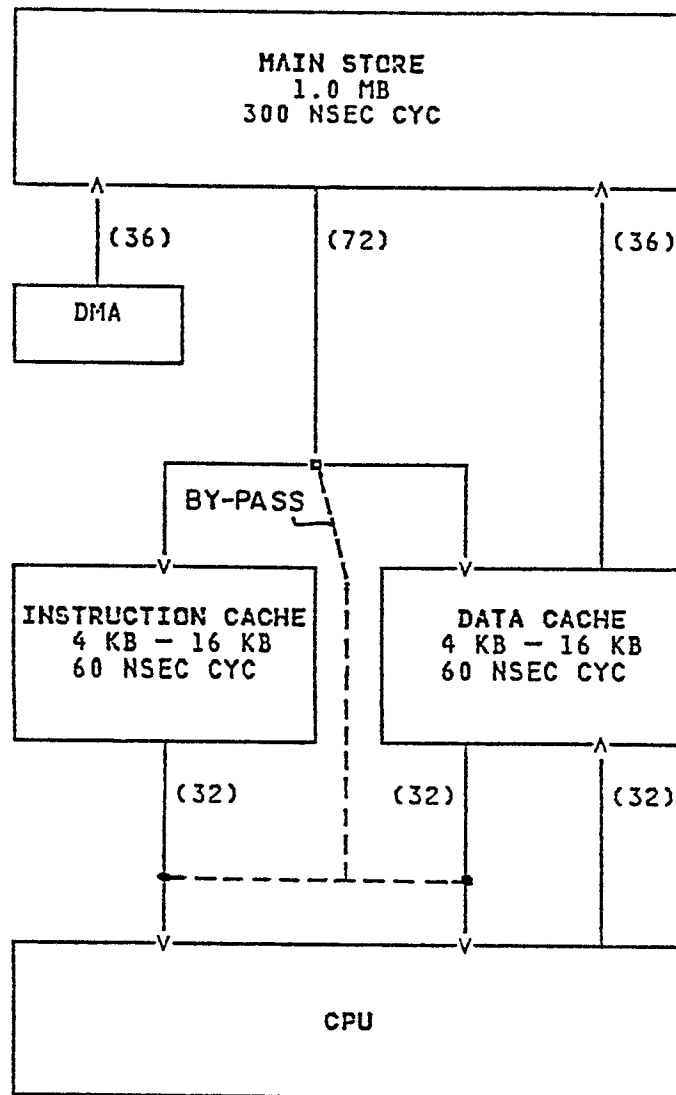 MAIN STORE
1.0 MB
300 NSEC CYC
(36)
(72)
(36)
DMA
BY-PASS
INSTRUCTION CACHE
4 KB — 16 KB
60 NSEC CYC
DATA CACHE
4 KB — 16 KB
60 NSEC CYC
(32)
(32)
(32)
CPU